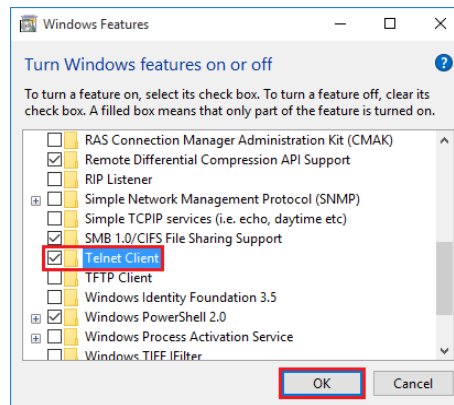 Windows Features
Turn Windows features on or off
To turn a feature on, select its check box. To turn a feature off, clear its
check box. A filled box means that only part of the feature is turned on.
RAS Connection Manager Administration Kit (CMAK)
Remote Differential Compression API Support
RIP Listener
Simple Network Management Protocol (SNMP)
Simple TCPIP services (i.e. echo, daytime etc)
SMB 1.0/CIFS File Sharing Support
Telnet Client
TFTP Client
Windows Identity Foundation 3.5
Windows PowerShell 2.0
Windows Process Activation Service
Windows TIFF IFilter
OK Cancel